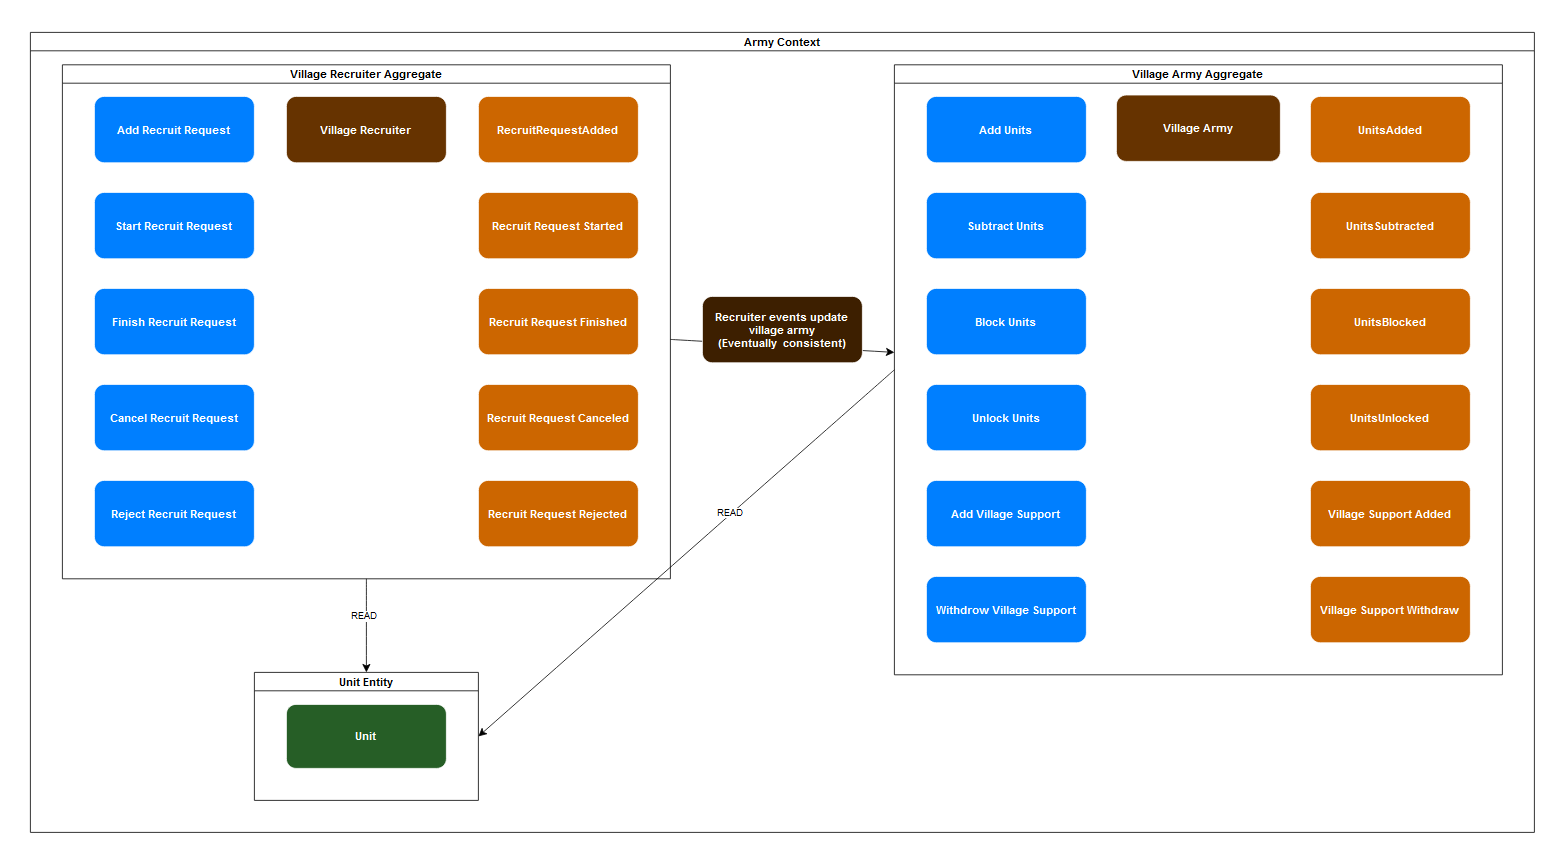 Army Context
Village Recruiter Aggregate
Add Recruit Request
Village Recruiter
RecruitRequestAdded
Start Recruit Request
Recruit Request Started
Finish Recruit Request
Recruit Request Finished
Cancel Recruit Request
Recruit Request Canceled
Reject Recruit Request
Recruit Request Rejected
Recruiter events update
village army
(Eventually consistent)
Village Army Aggregate
Add Units
Village Army
UnitsAdded
Subtract Units
UnitsSubtracted
Block Units
UnitsBlocked
Unlock Units
UnitsUnlocked
Add Village Support
Village Support Added
Withdrow Village Support
Village Support Withdraw
READ
READ
Unit Entity
Unit